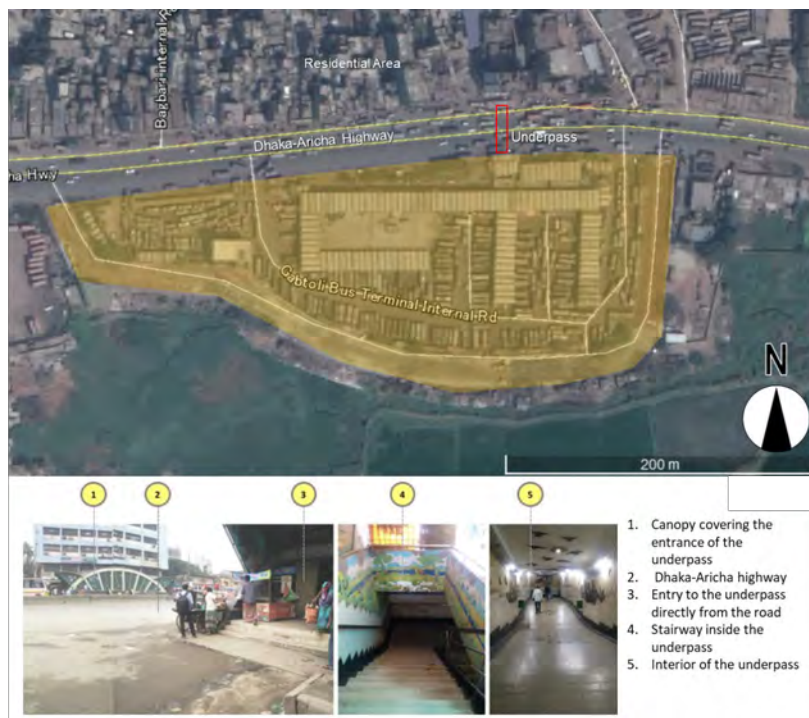 Bagbari internal Rd
Residential Area
Dhaka-Aricha Highway
Underpass
ha Hwy
Gabtoli Bus Terminal Internal Rd
N
200 m
1
2
3
4
5
1. Canopy covering the
entrance of the
underpass
2. Dhaka-Aricha highway
3. Entry to the underpass
directly from the road
4. Stairway inside the
underpass
5. Interior of the underpass